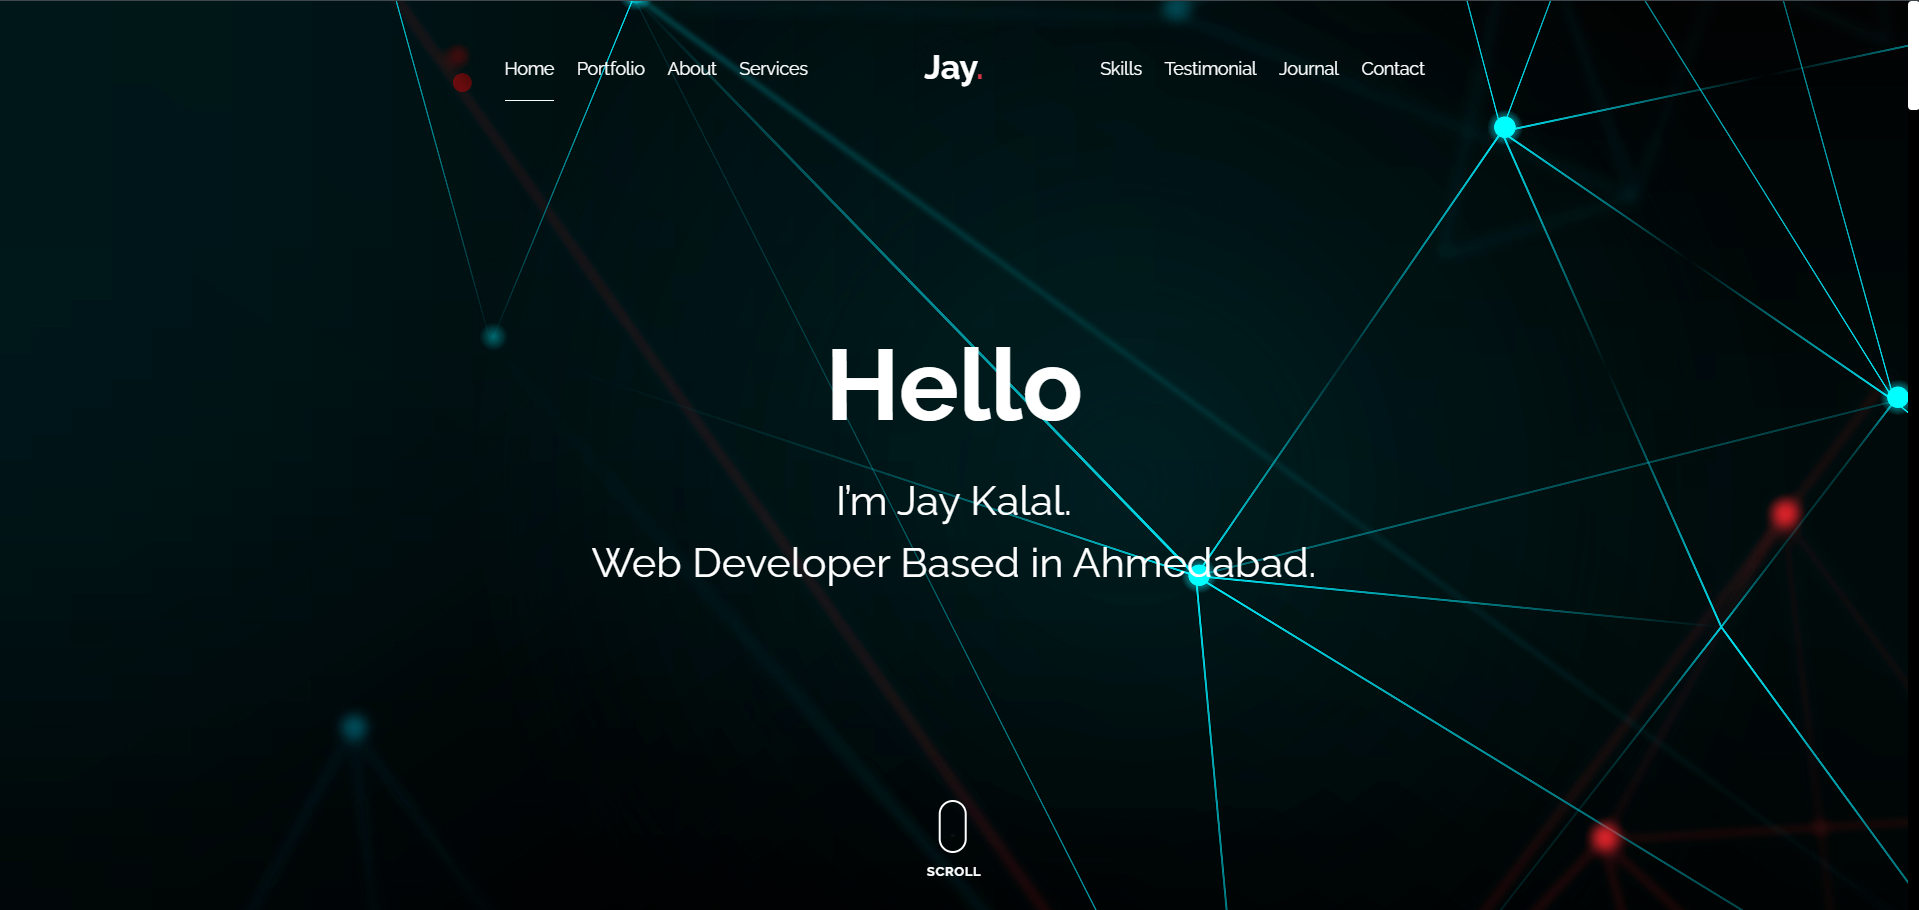 Home Portfolio About Services Jay. Skills Testimonial Journal Contact
Hello
I'm Jay Kalal.
Web Developer Based in Ahmedabad.
SCROLL